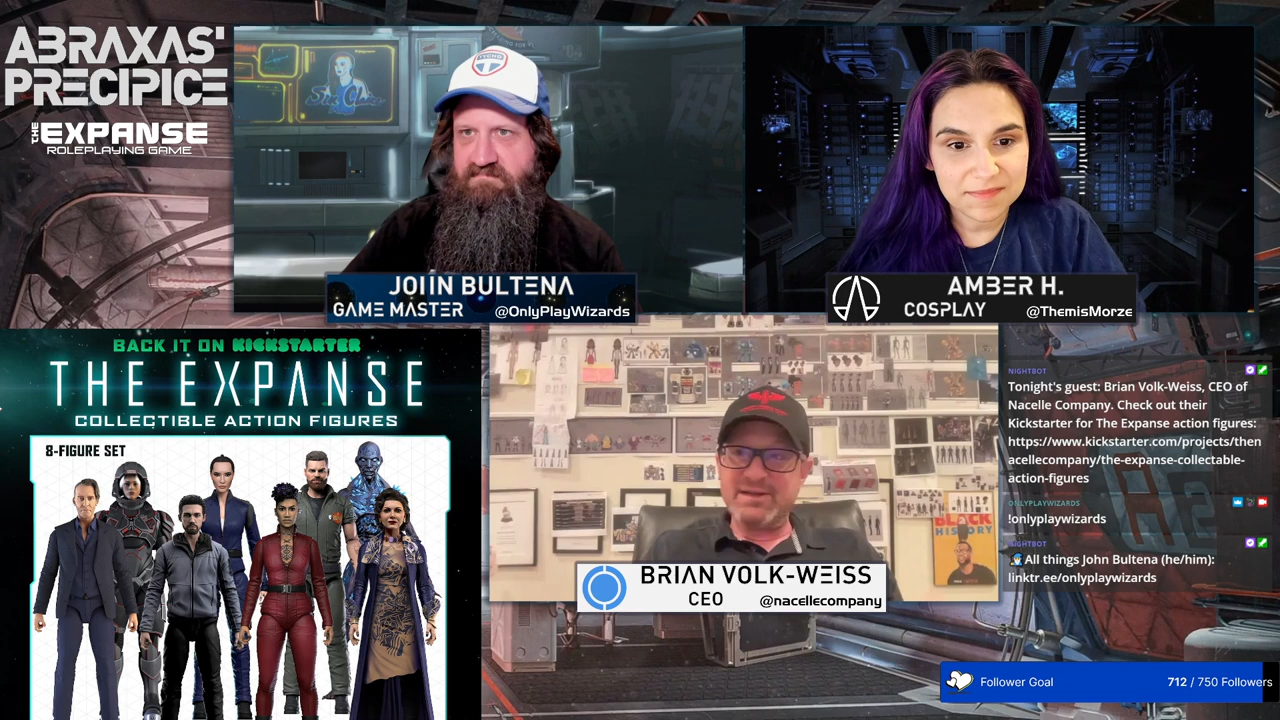 ABRAXAS'
PRECIPICE
THE EXPANSE
ROLEPLAYING GAME
JOHN BULTENA
GAME MASTER @OnlyPlayWizards
AMBER H.
COSPLAY @ThemisMorze
BACK IT ON KICKSTARTER
THE EXPANSE
COLLECTIBLE ACTION FIGURES
8-FIGURE SET
BLACK
HISTORY
BRIAN VOLK-WEISS
CEO @nacellecompany
NIGHTBOT
Tonight's guest: Brian Volk-Weiss, CEO of
Nacelle Company. Check out their
Kickstarter for The Expanse action figures:
https://www.kickstarter.com/projects/then
acellecompany/the-expanse-collectable-
action-figures
ONLYPLAYWIZARDS
!onlyplaywizards
NIGHTBOT
All things John Bultena (he/him):
linktr.ee/onlyplaywizards
Follower Goal 712 / 750 Followers